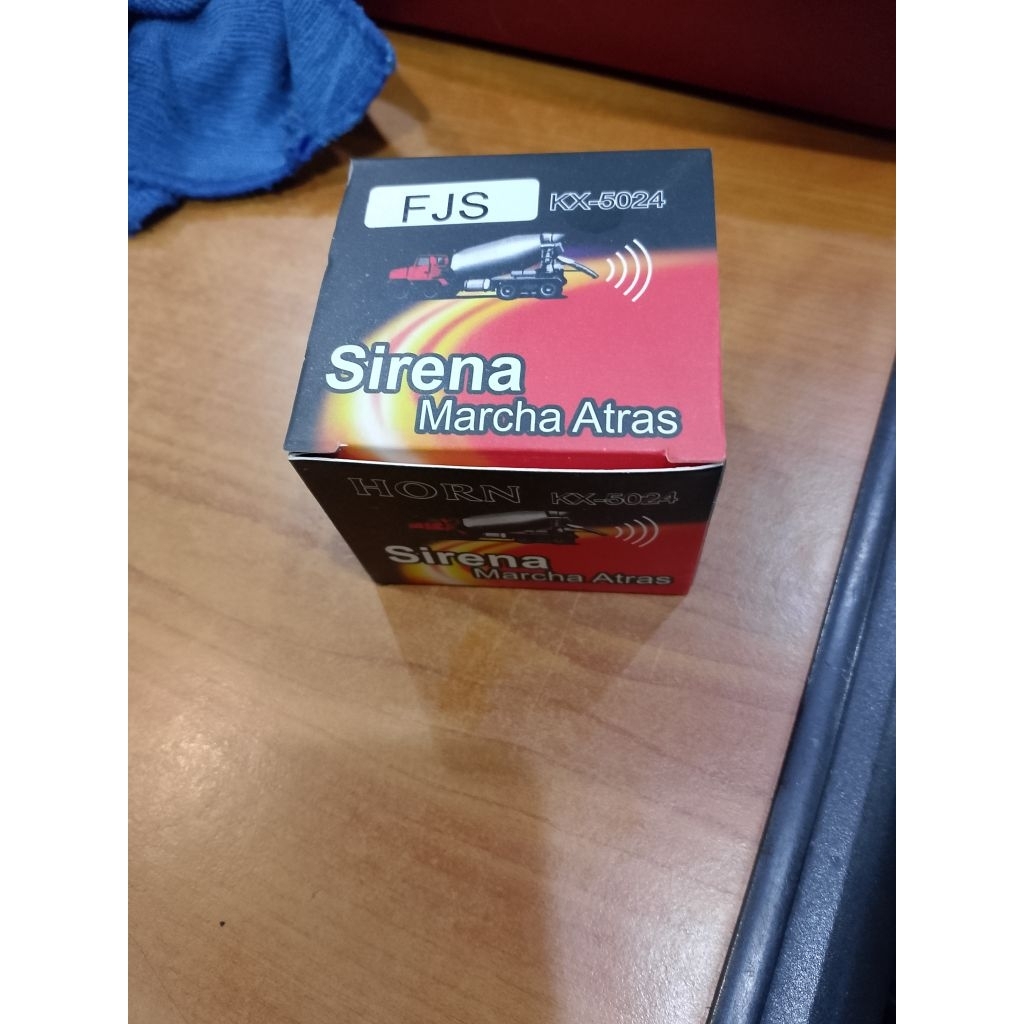 FJS KX-5024
Sirena
Marcha Atras
HORN KX-5024
Sirena
Marcha Atras